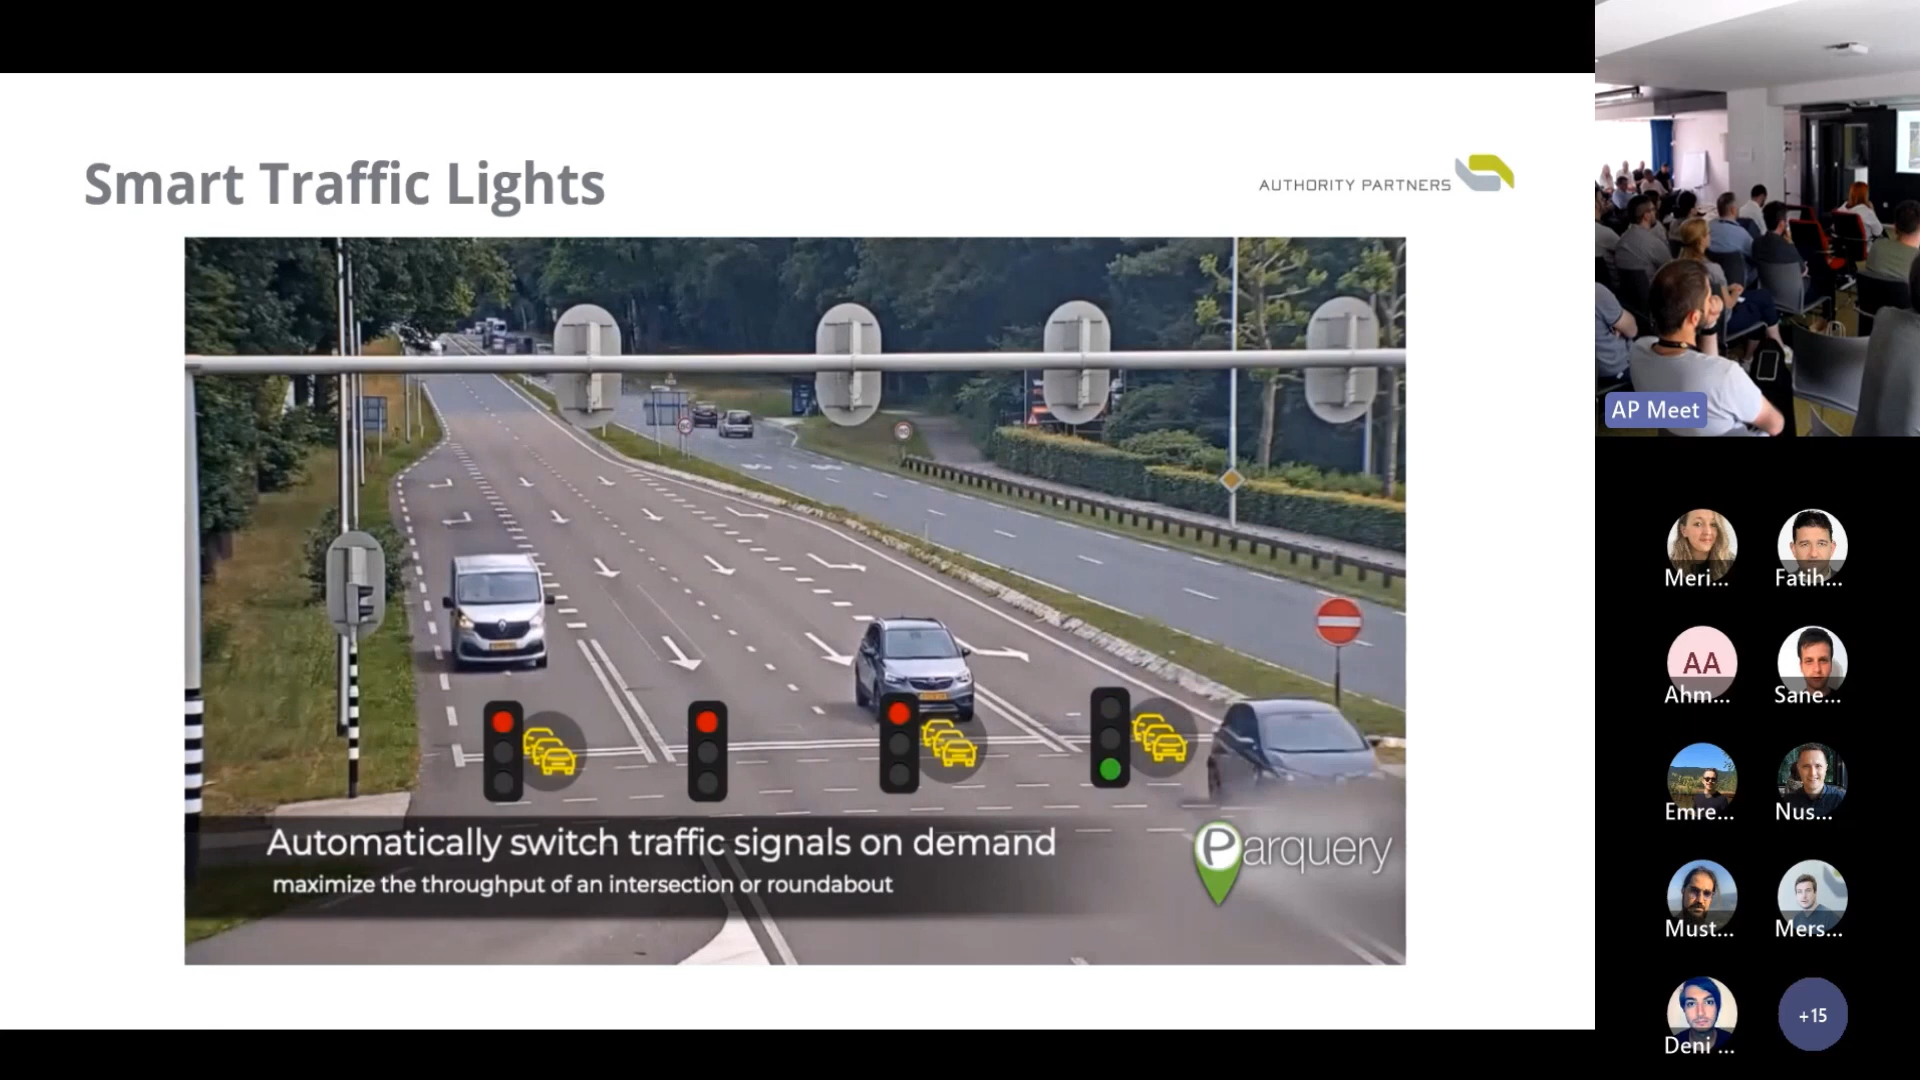 Smart Traffic Lights
AUTHORITY PARTNERS
Automatically switch traffic signals on demand
maximize the throughput of an intersection or roundabout
Parquery
AP Meet
Meri...
Fatih...
AA
Ahm...
Sane...
Emre...
Nus...
Must...
Mers...
Deni ...
+15